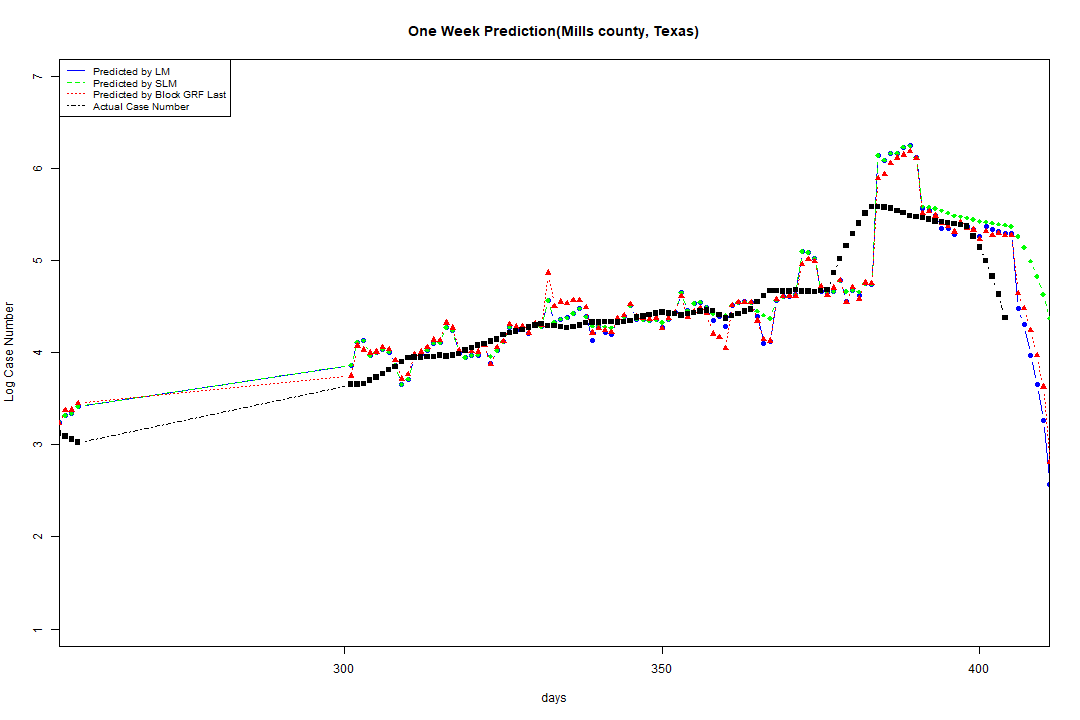 One Week Prediction(Mills county, Texas)
Predicted by LM
Predicted by SLM
Predicted by Block GRF Last
Actual Case Number
7
6
5
4
3
2
1
Log Case Number
300 350 400
days